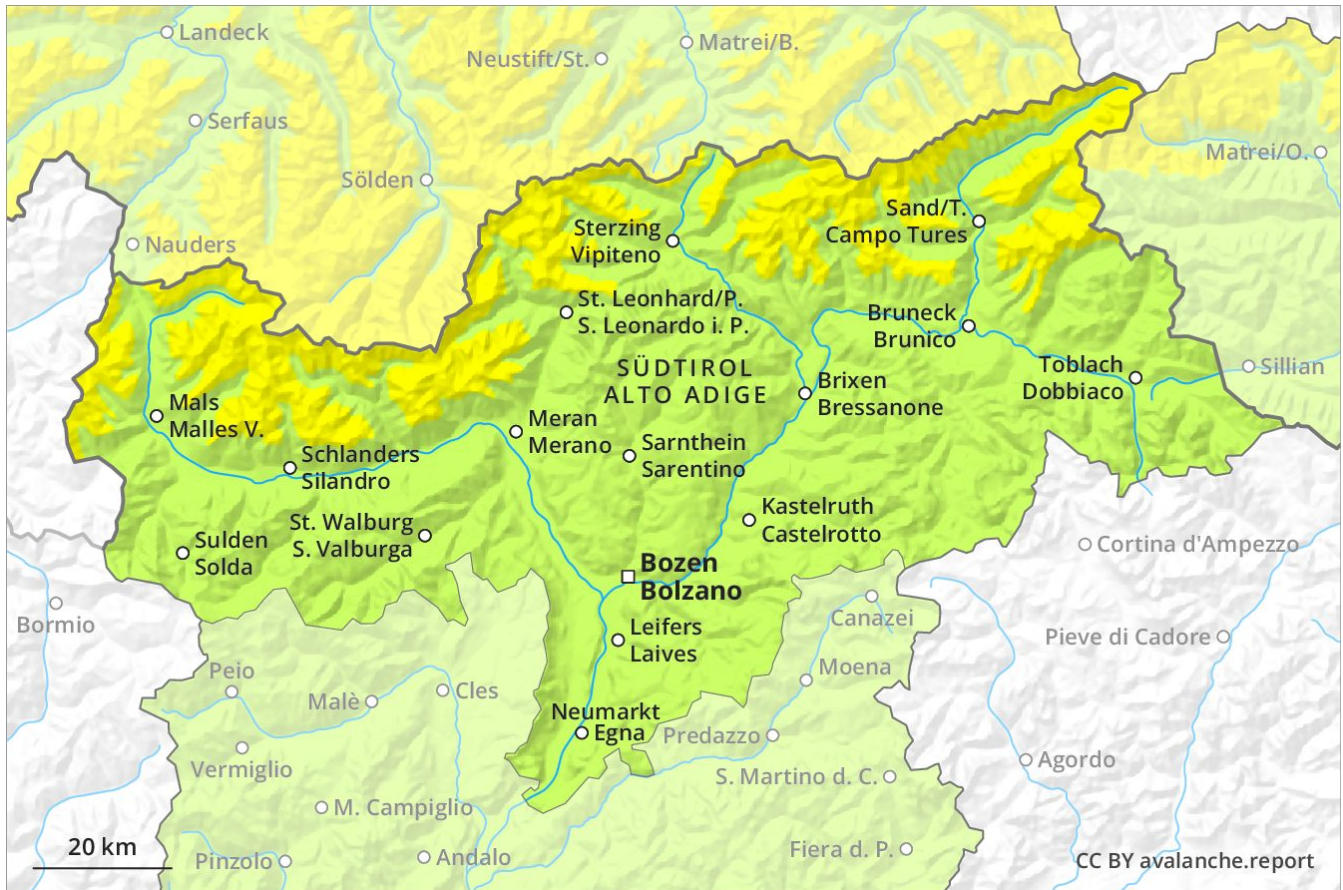 Landeck
Neustift/St.
Matrei/B.
Serfaus
Matrei/O.
Sölden
Nauders
Sand/T.
Campo Tures
Sterzing
Vipiteno
St. Leonhard/P.
S. Leonardo i. P.
Bruneck
Brunico
SÜDTIROL
ALTO ADIGE
Toblach
Dobbiaco
Sillian
Brixen
Bressanone
Mals
Malles V.
Meran
Merano
Sarnthein
Sarentino
Schlanders
Silandro
Kastelruth
Castelrotto
St. Walburg
S. Valburga
Sulden
Solda
Cortina d'Ampezzo
Bozen
Bolzano
Bormio
Canazei
Leifers
Laives
Pieve di Cadore
Peio
Moena
Malè
Cles
Neumarkt
Egna
Predazzo
Vermiglio
Agordo
S. Martino d. C.
M. Campiglio
20 km
Pinzolo
Andalo
Fiera d. P.
CC BY avalanche.report